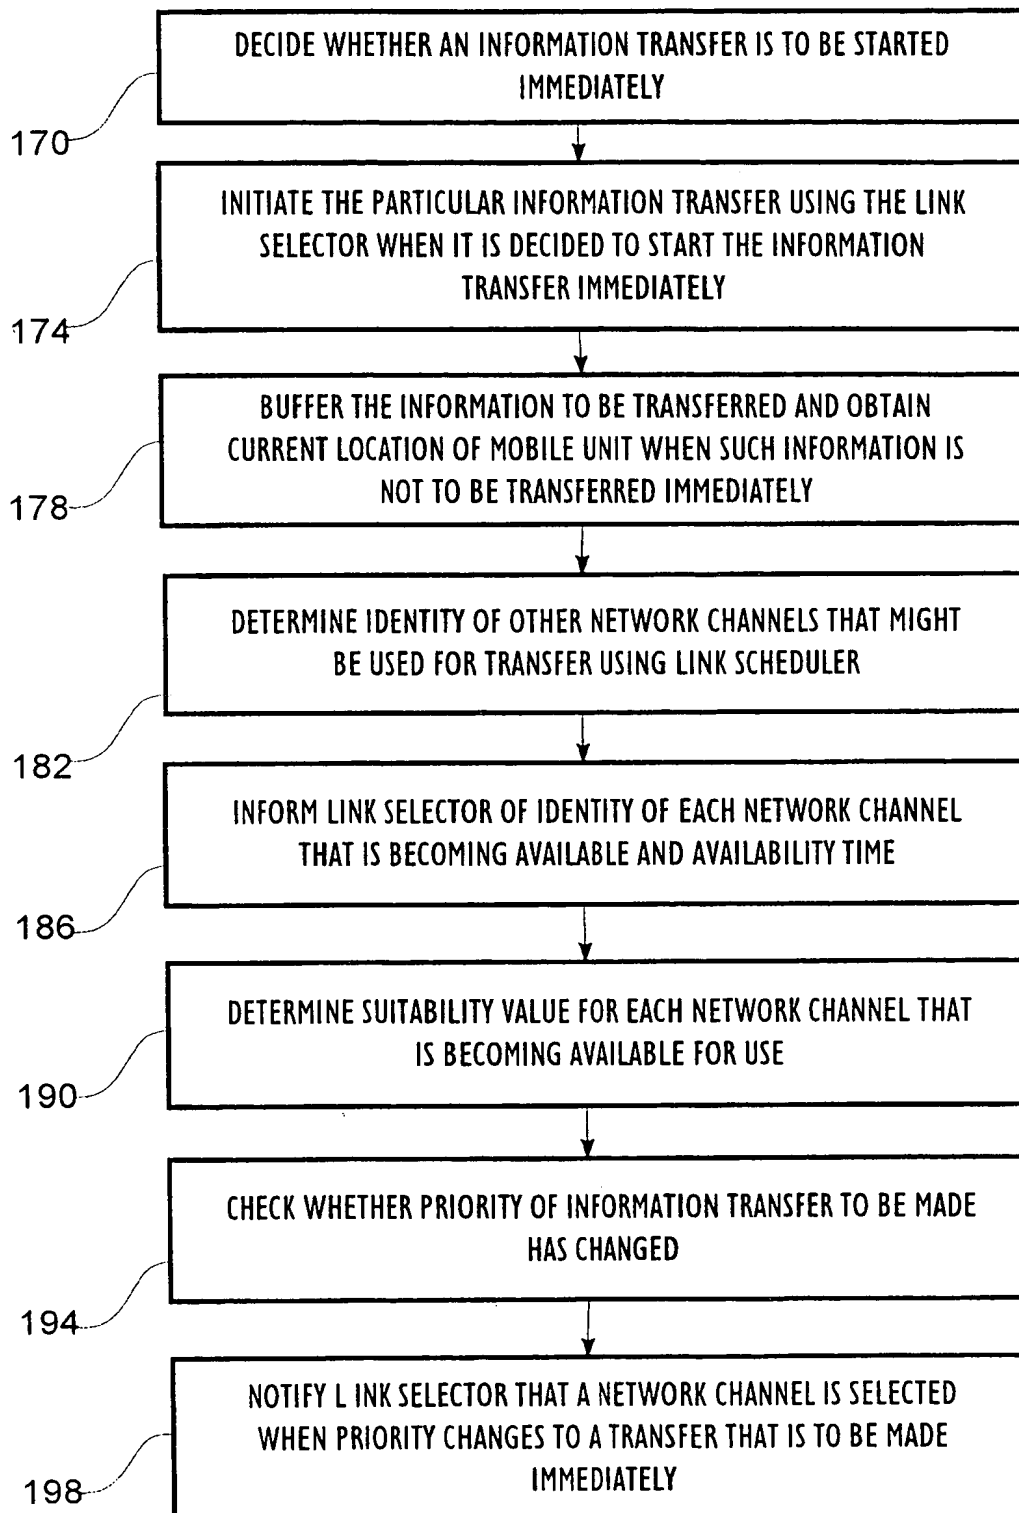 DECIDE WHETHER AN INFORMATION TRANSFER IS TO BE STARTED
IMMEDIATELY
170
INITIATE THE PARTICULAR INFORMATION TRANSFER USING THE LINK
SELECTOR WHEN IT IS DECIDED TO START THE INFORMATION
TRANSFER IMMEDIATELY
174
BUFFER THE INFORMATION TO BE TRANSFERRED AND OBTAIN
CURRENT LOCATION OF MOBILE UNIT WHEN SUCH INFORMATION IS
NOT TO BE TRANSFERRED IMMEDIATELY
178
DETERMINE IDENTITY OF OTHER NETWORK CHANNELS THAT MIGHT
BE USED FOR TRANSFER USING LINK SCHEDULER
182
INFORM LINK SELECTOR OF IDENTITY OF EACH NETWORK CHANNEL
THAT IS BECOMING AVAILABLE AND AVAILABILITY TIME
186
DETERMINE SUITABILITY VALUE FOR EACH NETWORK CHANNEL THAT
IS BECOMING AVAILABLE FOR USE
190
CHECK WHETHER PRIORITY OF INFORMATION TRANSFER TO BE MADE
HAS CHANGED
194
NOTIFY L INK SELECTOR THAT A NETWORK CHANNEL IS SELECTED
WHEN PRIORITY CHANGES TO A TRANSFER THAT IS TO BE MADE
IMMEDIATELY
198